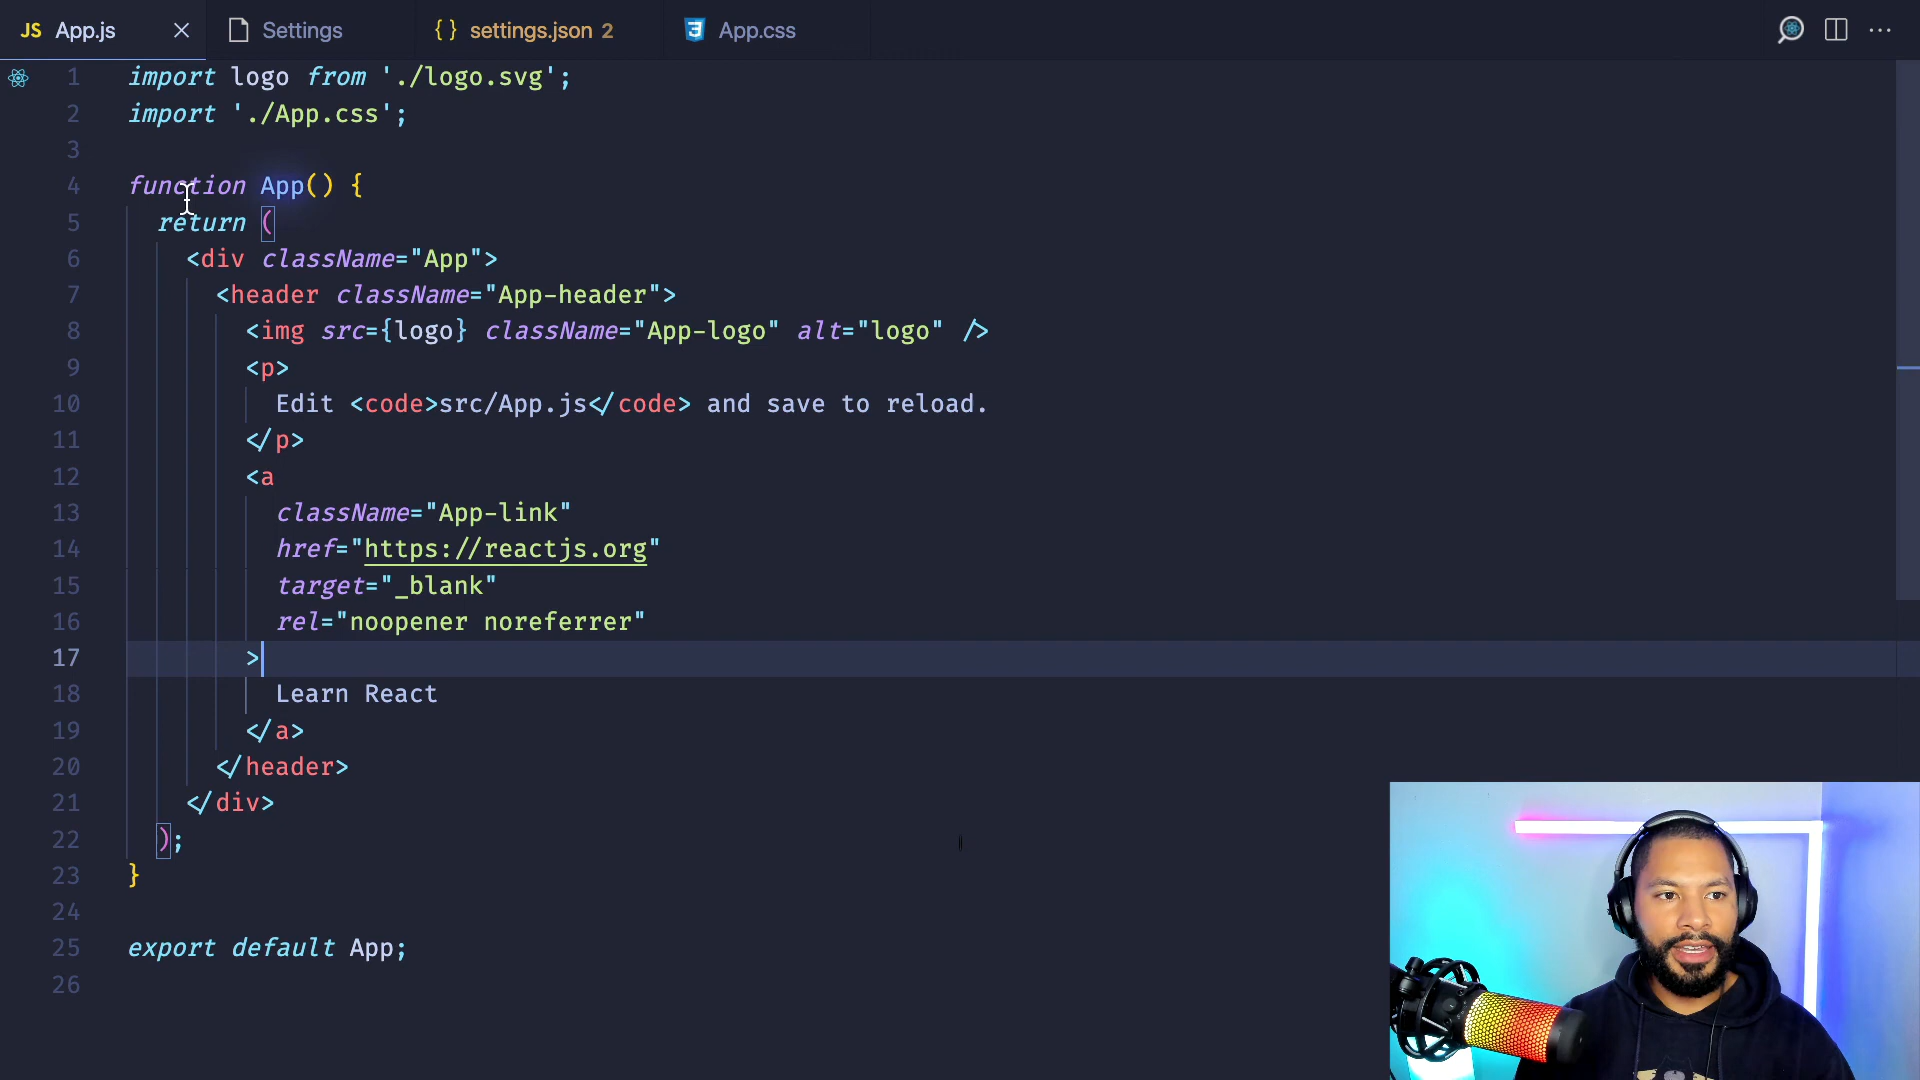 JS App.js Settings {} settings.json 2 App.css ...
1 import logo from './logo.svg';
2 import './App.css';
3
4 function App() {
5 return (
6 <div className="App">
7 <header className="App-header">
8 <img src={logo} className="App-logo" alt="logo" />
9 <p>
10 Edit <code>src/App.js</code> and save to reload.
11 </p>
12 <a
13 className="App-link"
14 href="https://reactjs.org"
15 target="_blank"
16 rel="noopener noreferrer"
17 >
18 Learn React
19 </a>
20 </header>
21 </div>
22 );
23 }
24
25 export default App;
26